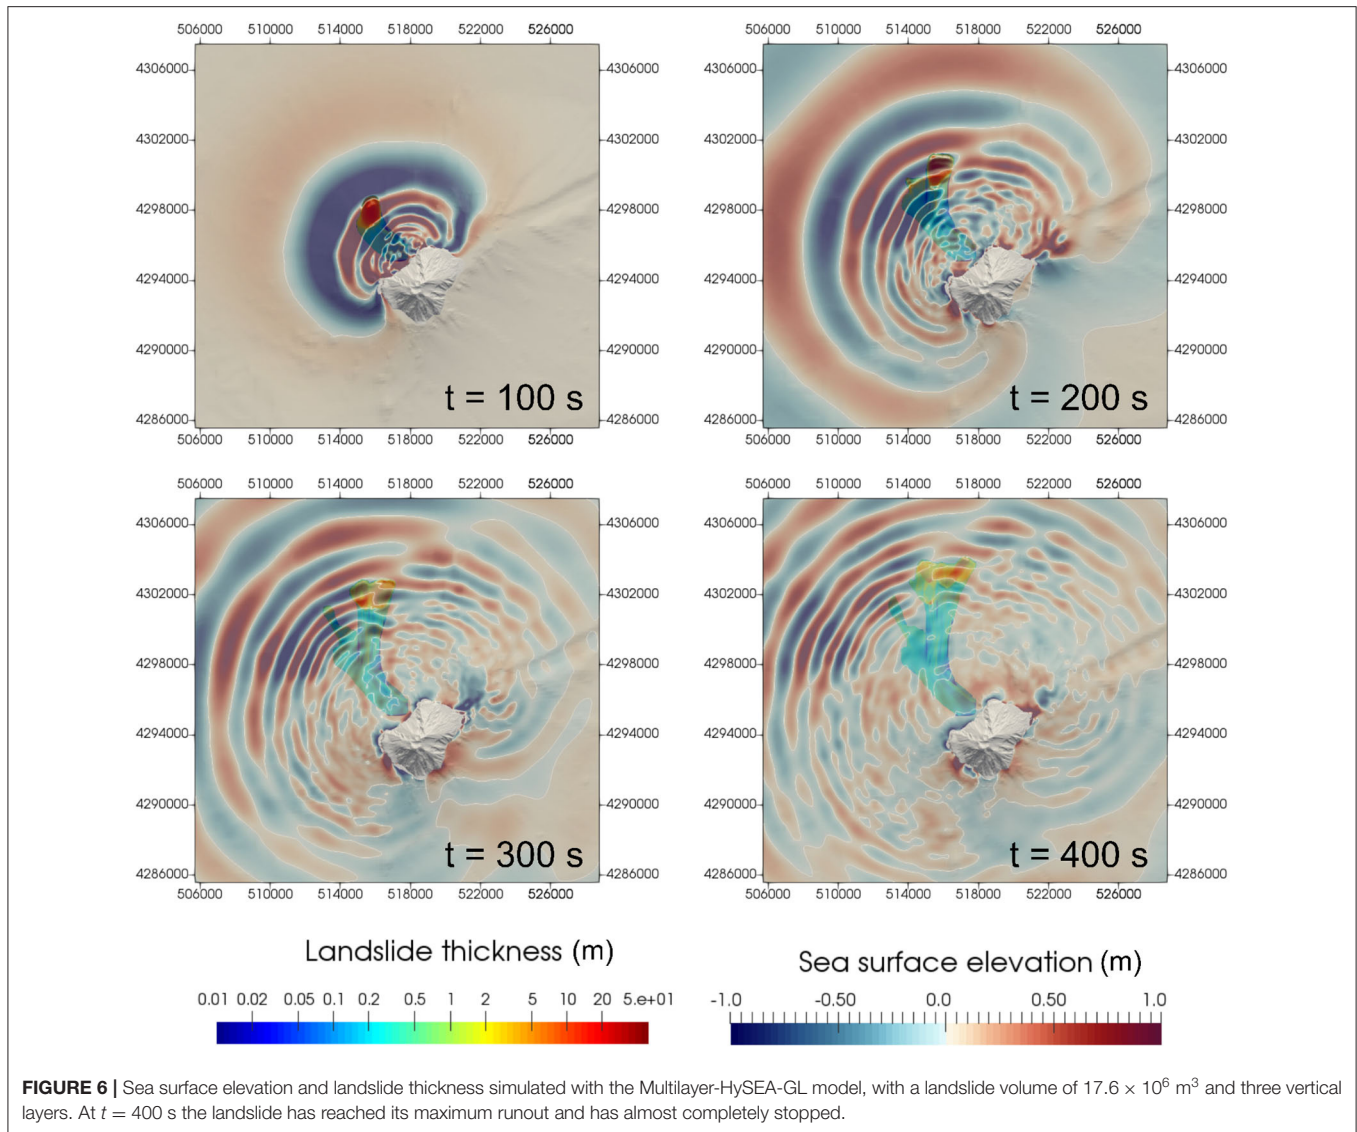 506000 510000 514000 518000 522000 526000
506000 510000 514000 518000 522000 526000
4306000
4306000
4306000
4306000
4302000
4302000
4302000
4302000
4298000
4298000
4298000
4298000
4294000
4294000
4294000
4294000
4290000
4290000
4290000
4290000
t = 100 s
t = 200 s
4286000
4286000
4286000
4286000
506000 510000 514000 518000 522000 526000
506000 510000 514000 518000 522000 526000
506000 510000 514000 518000 522000 526000
506000 510000 514000 518000 522000 526000
4306000
4306000
4306000
4306000
4302000
4302000
4302000
4302000
4298000
4298000
4298000
4298000
4294000
4294000
4294000
4294000
4290000
4290000
4290000
4290000
t = 300 s
t = 400 s
4286000
4286000
4286000
4286000
506000 510000 514000 518000 522000 526000
506000 510000 514000 518000 522000 526000
Landslide thickness (m)
0.01 0.02 0.05 0.1 0.2 0.5 1 2 5 10 20 5.e+01
Sea surface elevation (m)
-1.0 -0.50 0.0 0.50 1.0
FIGURE 6 | Sea surface elevation and landslide thickness simulated with the Multilayer-HySEA-GL model, with a landslide volume of 17.6 × 10⁶ m³ and three vertical
layers. At t = 400 s the landslide has reached its maximum runout and has almost completely stopped.